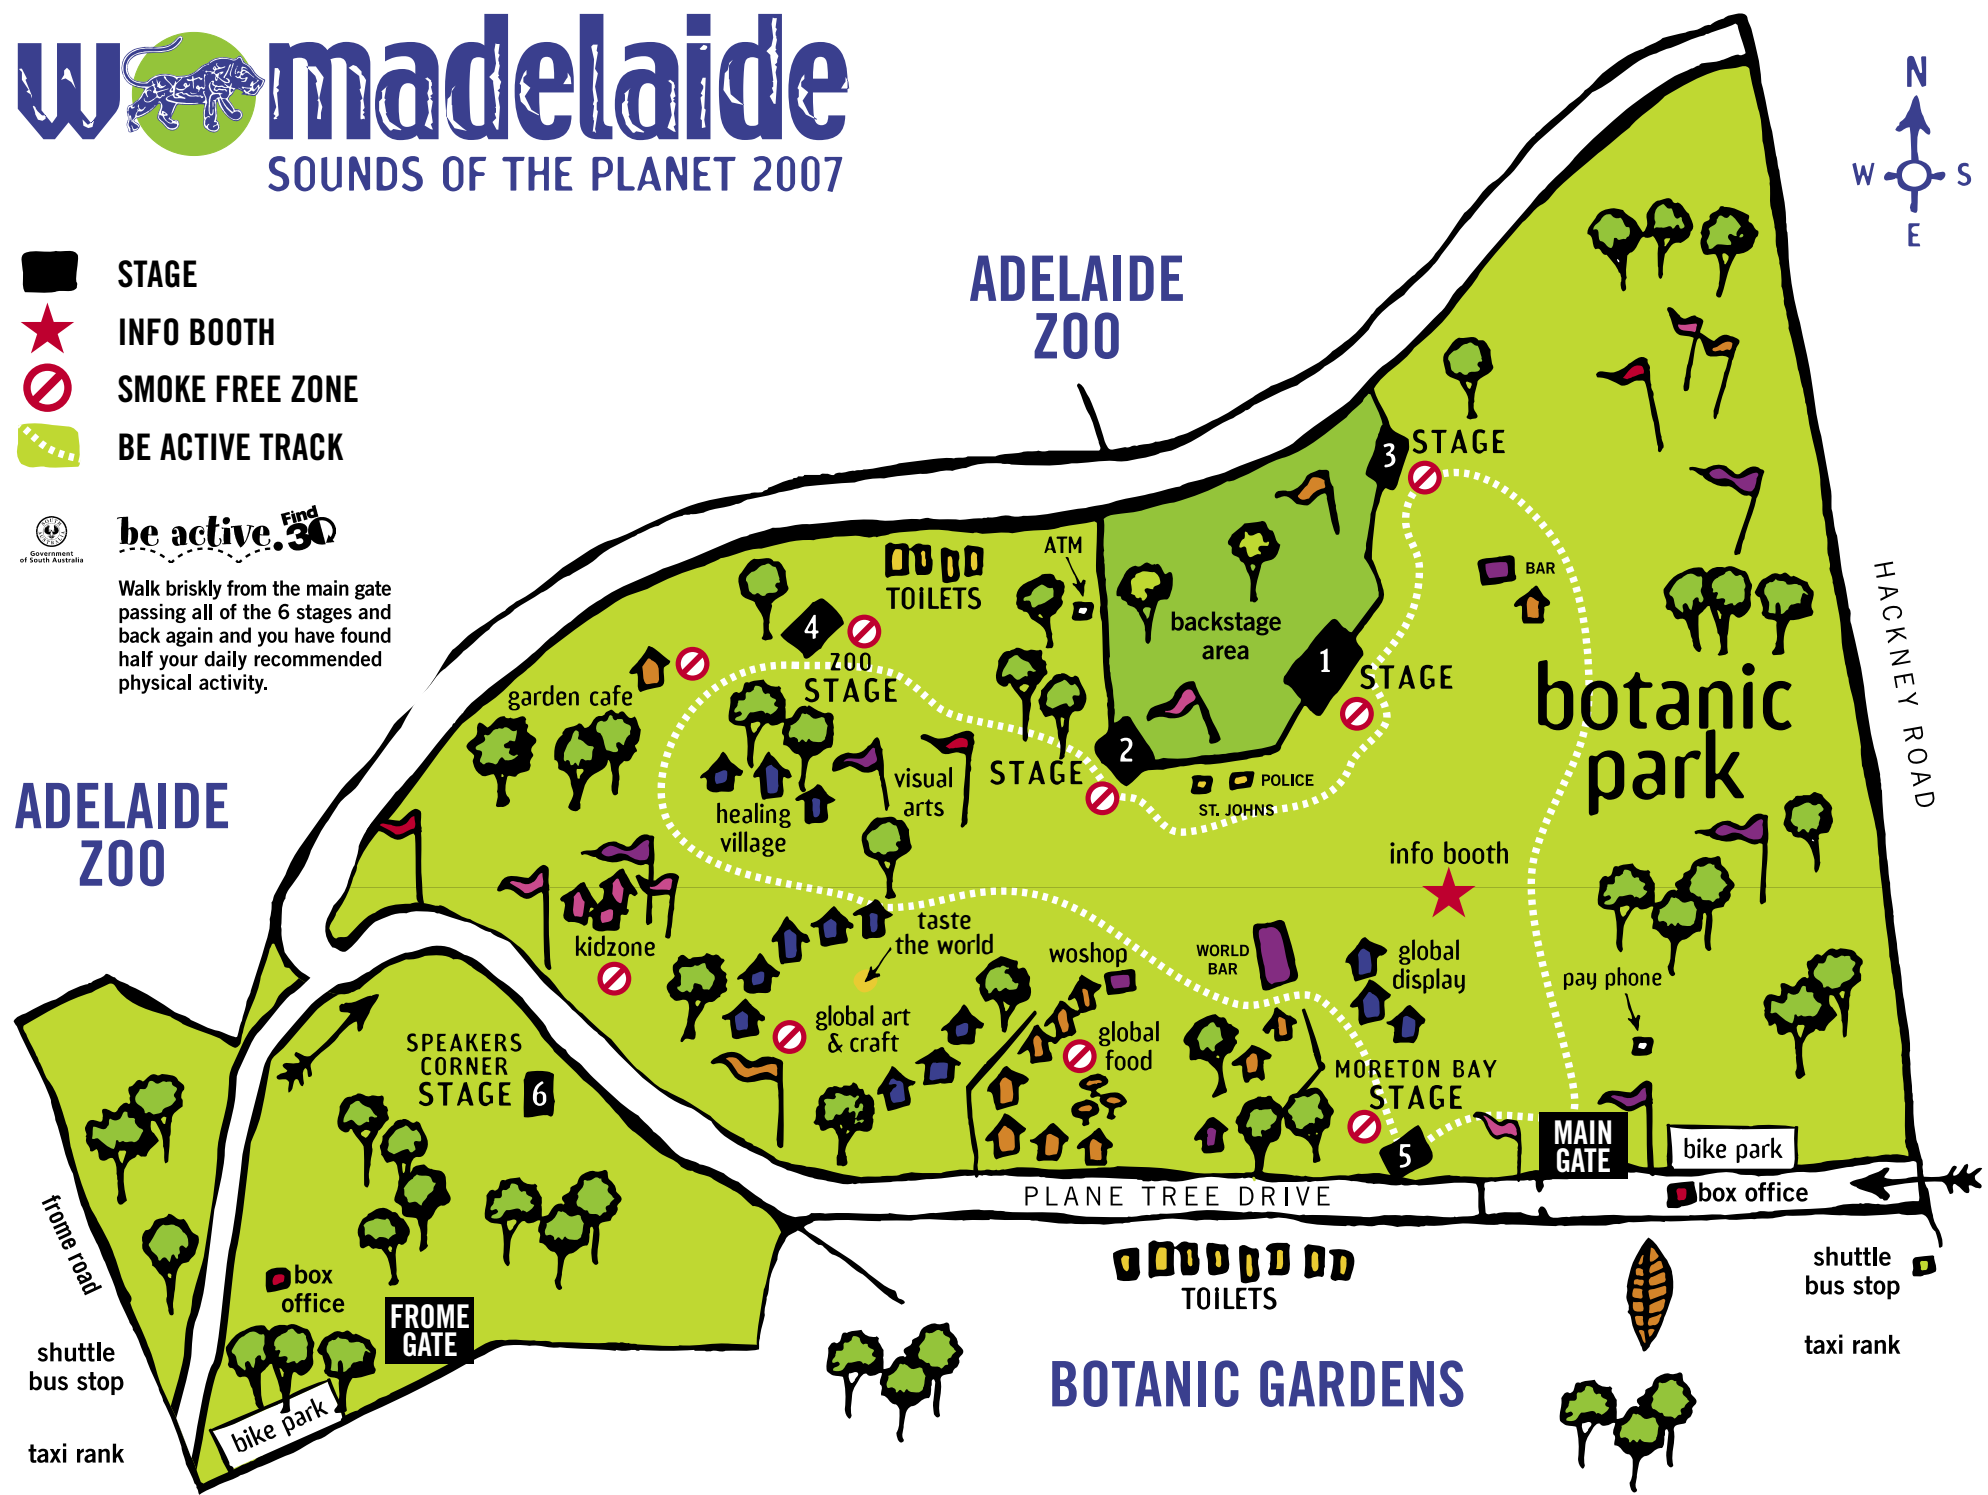 womadelaide
SOUNDS OF THE PLANET 2007
N
W S
E
STAGE
INFO BOOTH
SMOKE FREE ZONE
BE ACTIVE TRACK
SOUTH AUSTRALIA
Government
of South Australia
be active. Find 30
Walk briskly from the main gate
passing all of the 6 stages and
back again and you have found
half your daily recommended
physical activity.
ADELAIDE
ZOO
3 STAGE
ATM
TOILETS
BAR
backstage
area
4
ZOO
STAGE
1
STAGE
garden cafe
botanic
park
HACKNEY ROAD
2
STAGE
visual
arts
POLICE
ST. JOHNS
healing
village
ADELAIDE
ZOO
info booth
kidzone
taste
the world
woshop
WORLD
BAR
global
display
pay phone
global art
& craft
global
food
SPEAKERS
CORNER
STAGE 6
MORETON BAY
STAGE
5
MAIN
GATE
bike park
box office
PLANE TREE DRIVE
frome road
box
office
FROME
GATE
TOILETS
shuttle
bus stop
taxi rank
shuttle
bus stop
taxi rank
bike park
BOTANIC GARDENS